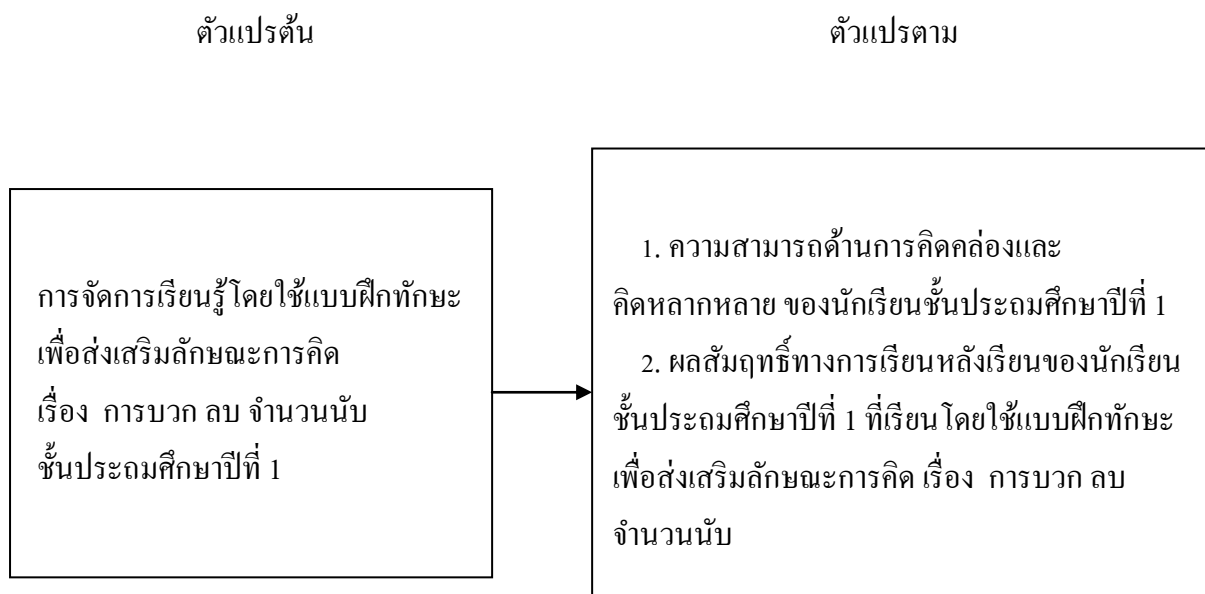 ตัวแปรต้น
ตัวแปรตาม
การจัดการเรียนรู้โดยใช้แบบฝึกทักษะ
เพื่อส่งเสริมลักษณะการคิด
เรื่อง การบวก ลบ จำนวนนับ
ชั้นประถมศึกษาปีที่ 1
1. ความสามารถด้านการคิดคล่องและ
คิดหลากหลาย ของนักเรียนชั้นประถมศึกษาปีที่ 1
2. ผลสัมฤทธิ์ทางการเรียนหลังเรียนของนักเรียน
ชั้นประถมศึกษาปีที่ 1 ที่เรียนโดยใช้แบบฝึกทักษะ
เพื่อส่งเสริมลักษณะการคิด เรื่อง การบวก ลบ
จำนวนนับ